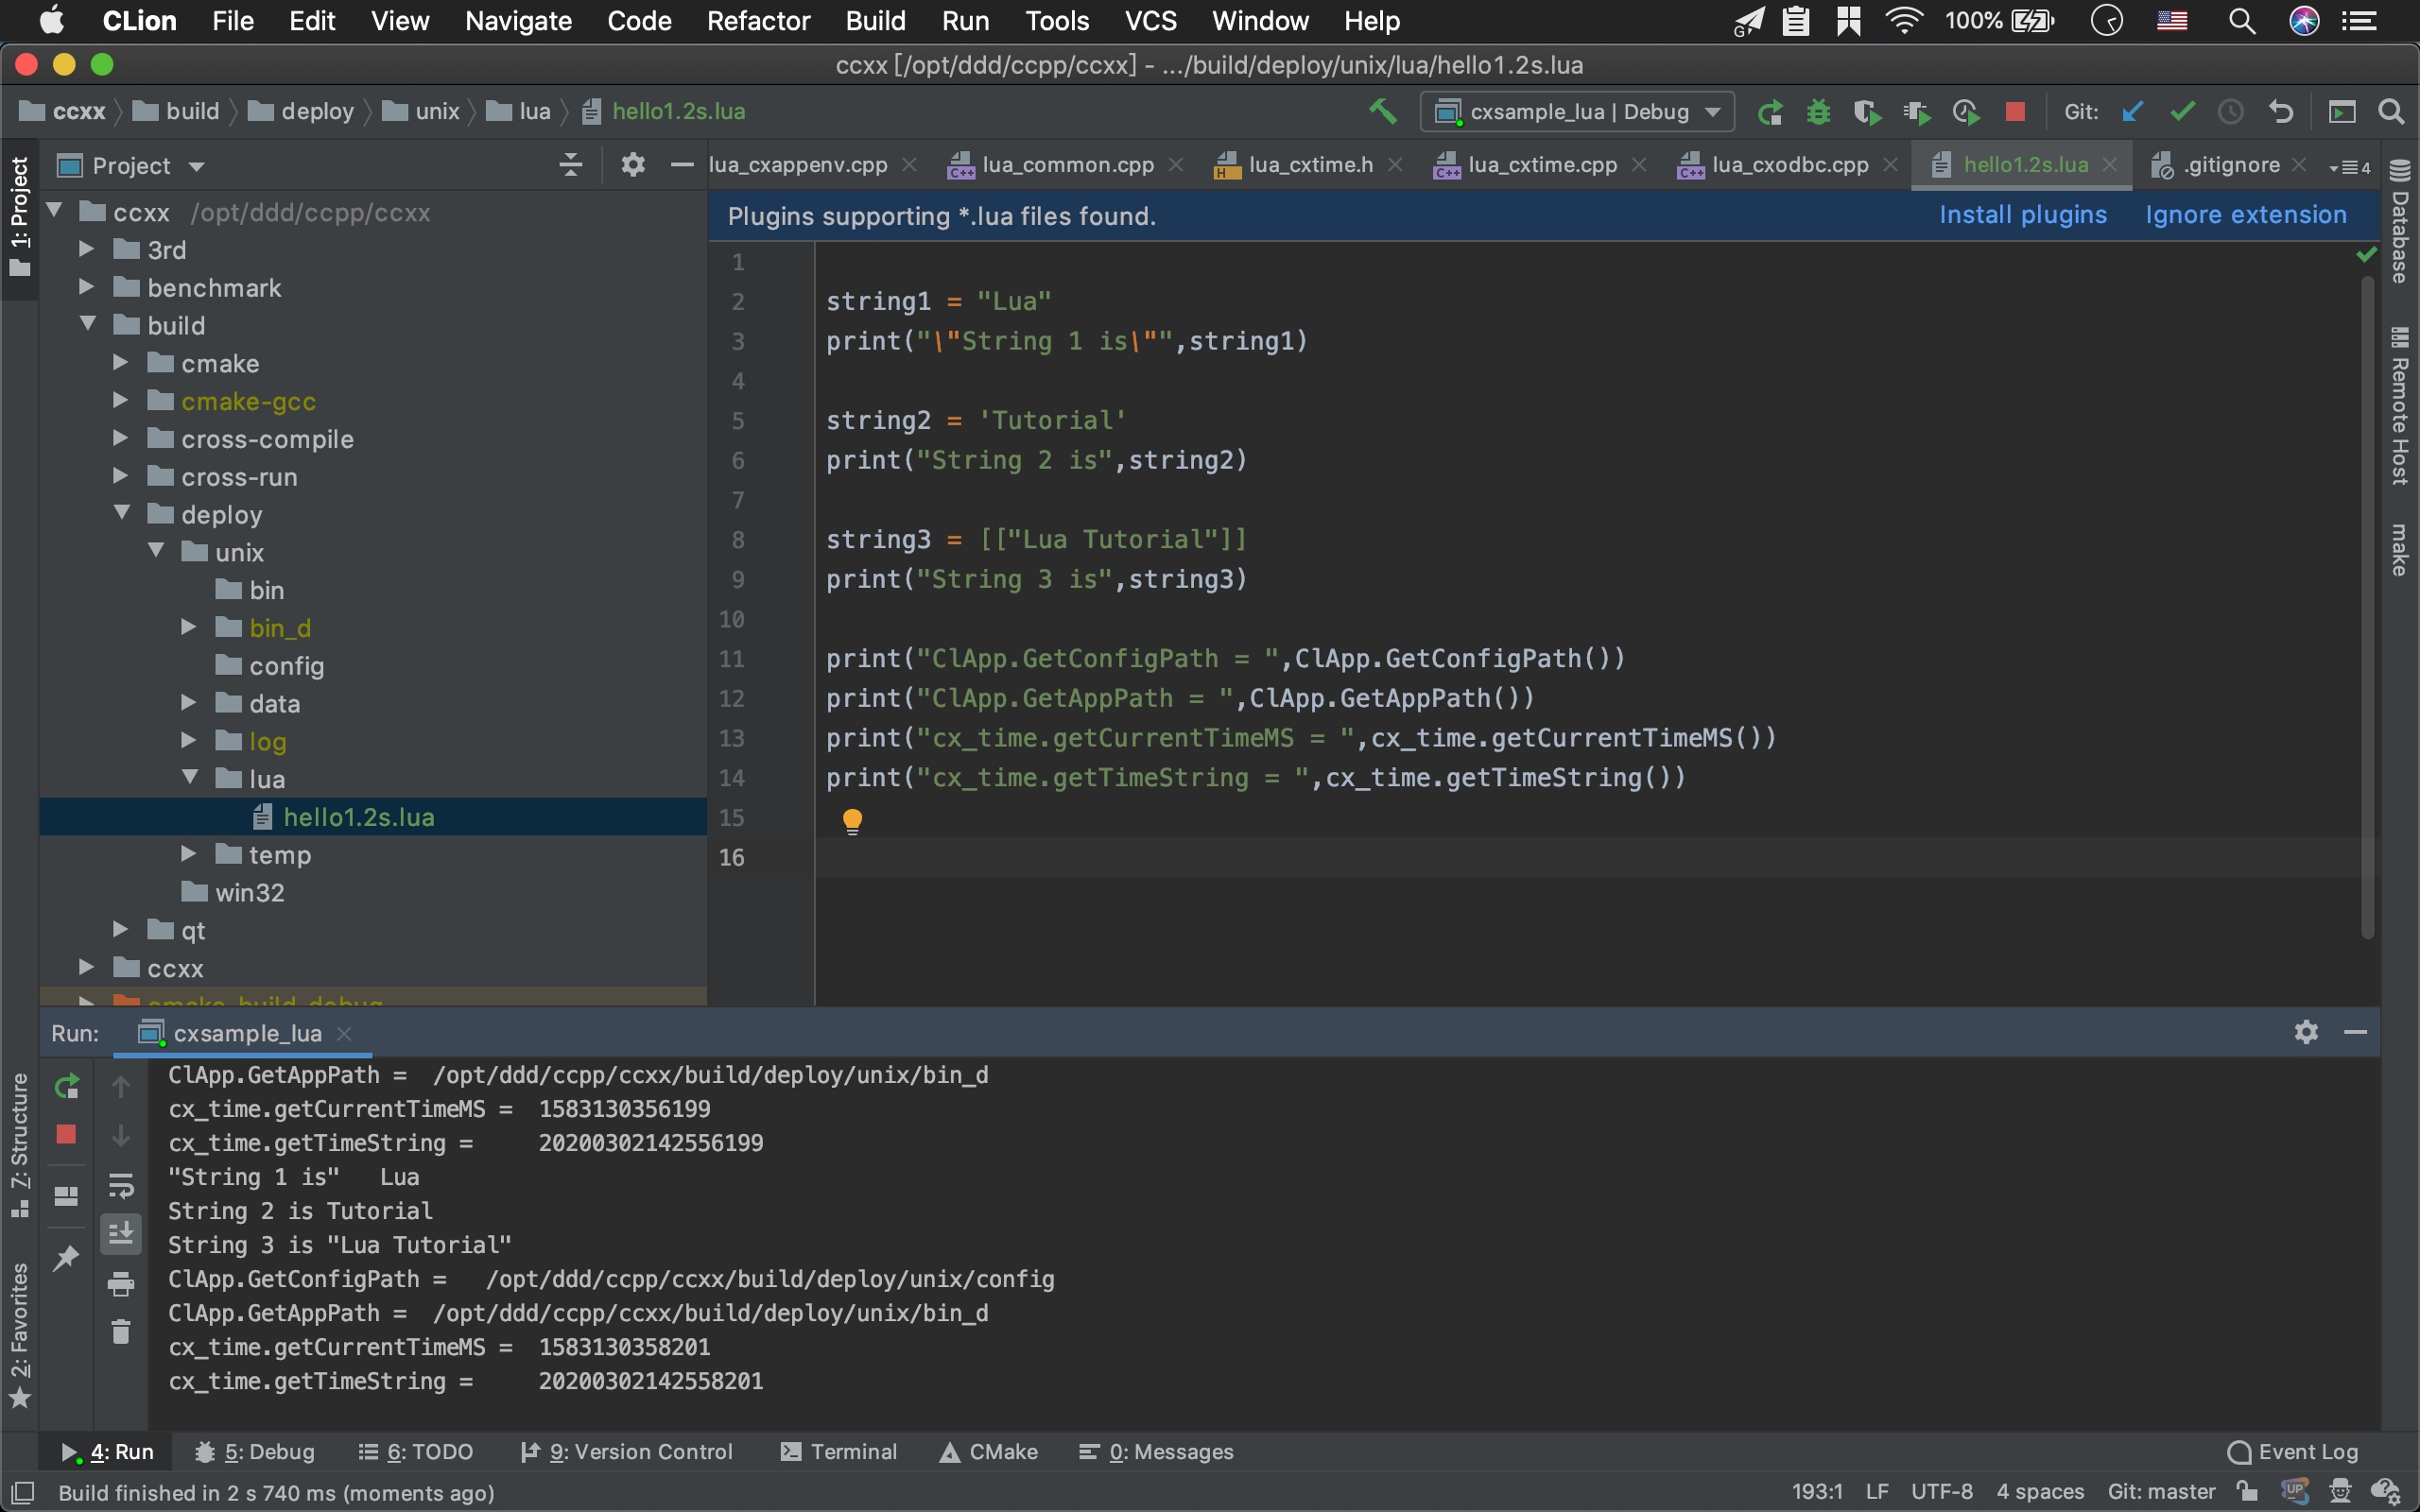 CLion File Edit View Navigate Code Refactor Build Run Tools VCS Window Help 100%
ccxx [/opt/ddd/ccpp/ccxx] - .../build/deploy/unix/lua/hello1.2s.lua
ccxx build deploy unix lua hello1.2s.lua cxsample_lua | Debug Git:
Project lua_cxappenv.cpp lua_common.cpp lua_cxtime.h lua_cxtime.cpp lua_cxodbc.cpp hello1.2s.lua .gitignore 4
1: Project
Z: Structure
2: Favorites
Database
Remote Host
make
ccxx /opt/ddd/ccpp/ccxx
3rd
benchmark
build
cmake
cmake-gcc
cross-compile
cross-run
deploy
unix
bin
bin_d
config
data
log
lua
hello1.2s.lua
temp
win32
qt
ccxx
cmake-build-debug
Plugins supporting *.lua files found. Install plugins Ignore extension
1
2 string1 = "Lua"
3 print("\"String 1 is\"",string1)
4
5 string2 = 'Tutorial'
6 print("String 2 is",string2)
7
8 string3 = [["Lua Tutorial"]]
9 print("String 3 is",string3)
10
11 print("ClApp.GetConfigPath = ",ClApp.GetConfigPath())
12 print("ClApp.GetAppPath = ",ClApp.GetAppPath())
13 print("cx_time.getCurrentTimeMS = ",cx_time.getCurrentTimeMS())
14 print("cx_time.getTimeString = ",cx_time.getTimeString())
15
16
Run: cxsample_lua
ClApp.GetAppPath = /opt/ddd/ccpp/ccxx/build/deploy/unix/bin_d
cx_time.getCurrentTimeMS = 1583130356199
cx_time.getTimeString = 20200302142556199
"String 1 is" Lua
String 2 is Tutorial
String 3 is "Lua Tutorial"
ClApp.GetConfigPath = /opt/ddd/ccpp/ccxx/build/deploy/unix/config
ClApp.GetAppPath = /opt/ddd/ccpp/ccxx/build/deploy/unix/bin_d
cx_time.getCurrentTimeMS = 1583130358201
cx_time.getTimeString = 20200302142558201
4: Run 5: Debug 6: TODO 9: Version Control Terminal CMake 0: Messages Event Log
Build finished in 2 s 740 ms (moments ago) 193:1 LF UTF-8 4 spaces Git: master